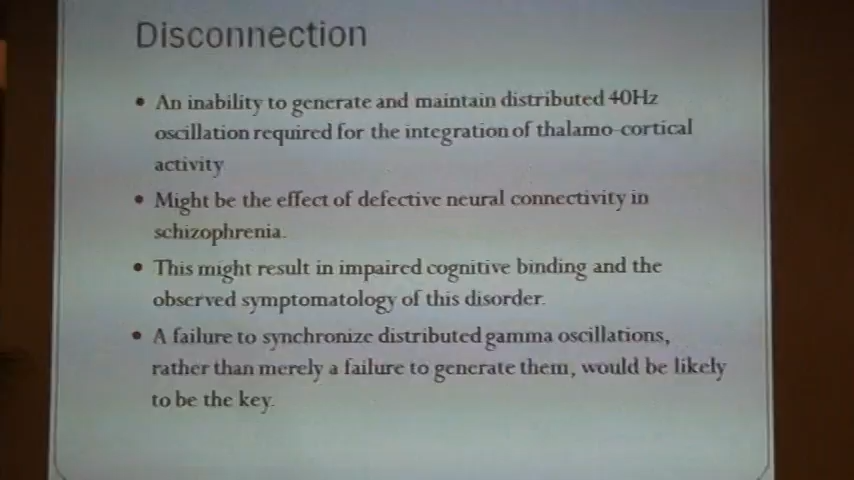 Disconnection
• An inability to generate and maintain distributed 40Hz
oscillation required for the integration of thalamo-cortical
activity
• Might be the effect of defective neural connectivity in
schizophrenia.
• This might result in impaired cognitive binding and the
observed symptomatology of this disorder.
• A failure to synchronize distributed gamma oscillations,
rather than merely a failure to generate them, would be likely
to be the key.